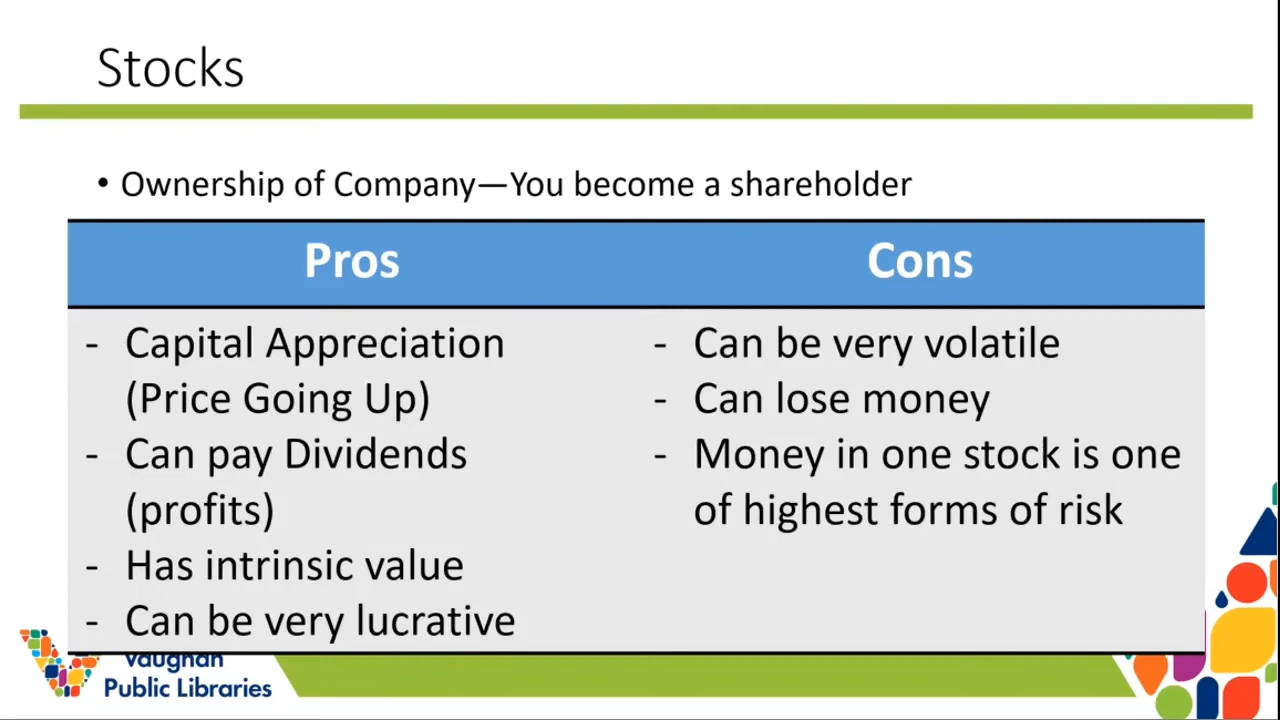 Stocks
• Ownership of Company—You become a shareholder
Pros
Cons
- Capital Appreciation
(Price Going Up)
- Can pay Dividends
(profits)
- Has intrinsic value
- Can be very lucrative
- Can be very volatile
- Can lose money
- Money in one stock is one
of highest forms of risk
Vaughan
Public Libraries